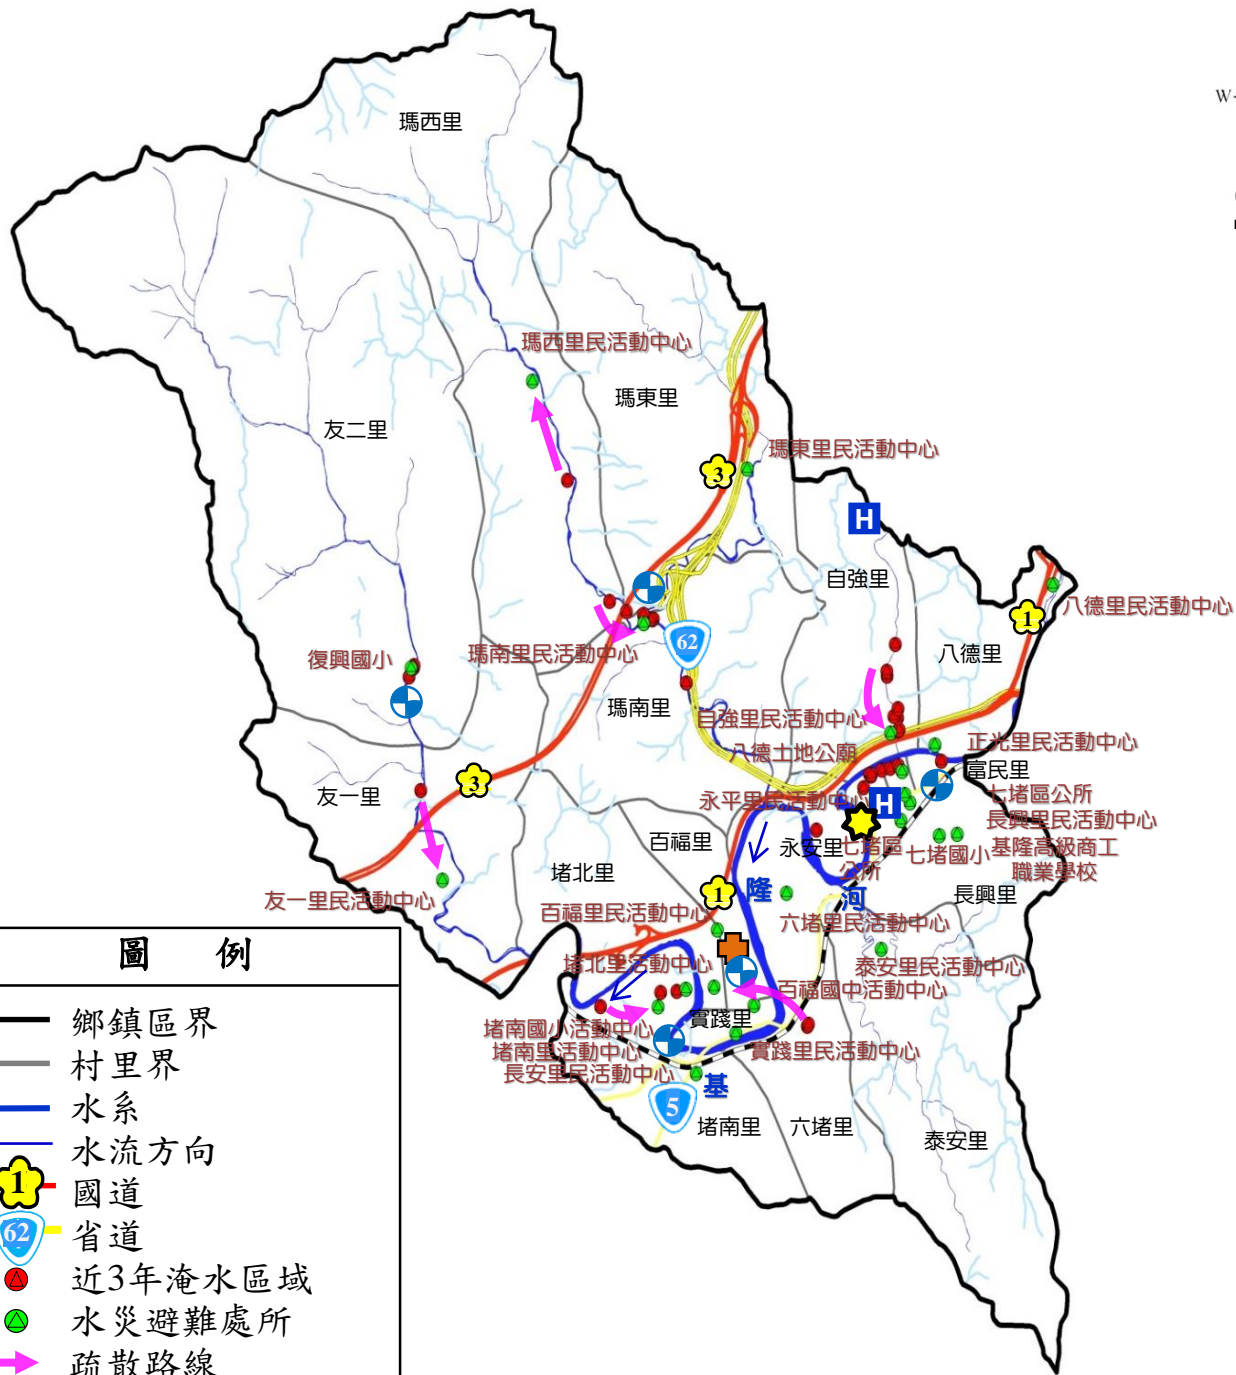 W
瑪西里
瑪西里民活動中心
瑪東里
友二里
瑪東里民活動中心
3
H
自強里
八德里民活動中心
1
62
八德里
復興國小
瑪南里民活動中心
瑪南里
自強里民活動中心
八德土地公廟
正光里民活動中心
富民里
3
友一里
永平里民活動中心
H
七堵區公所
長興里民活動中心
百福里
永安里
七堵區
公所
七堵國小
基隆高級商工
職業學校
堵北里
1
隆
河
長興里
友一里民活動中心
百福里民活動中心
六堵里民活動中心
堵北里活動中心
泰安里民活動中心
百福國中活動中心
實踐里
堵南國小活動中心
堵南里活動中心
實踐里民活動中心
長安里民活動中心
基
5
堵南里
六堵里
泰安里
圖 例
鄉鎮區界
村里界
水系
水流方向
1
國道
62
省道
近3年淹水區域
水災避難處所
疏散路線